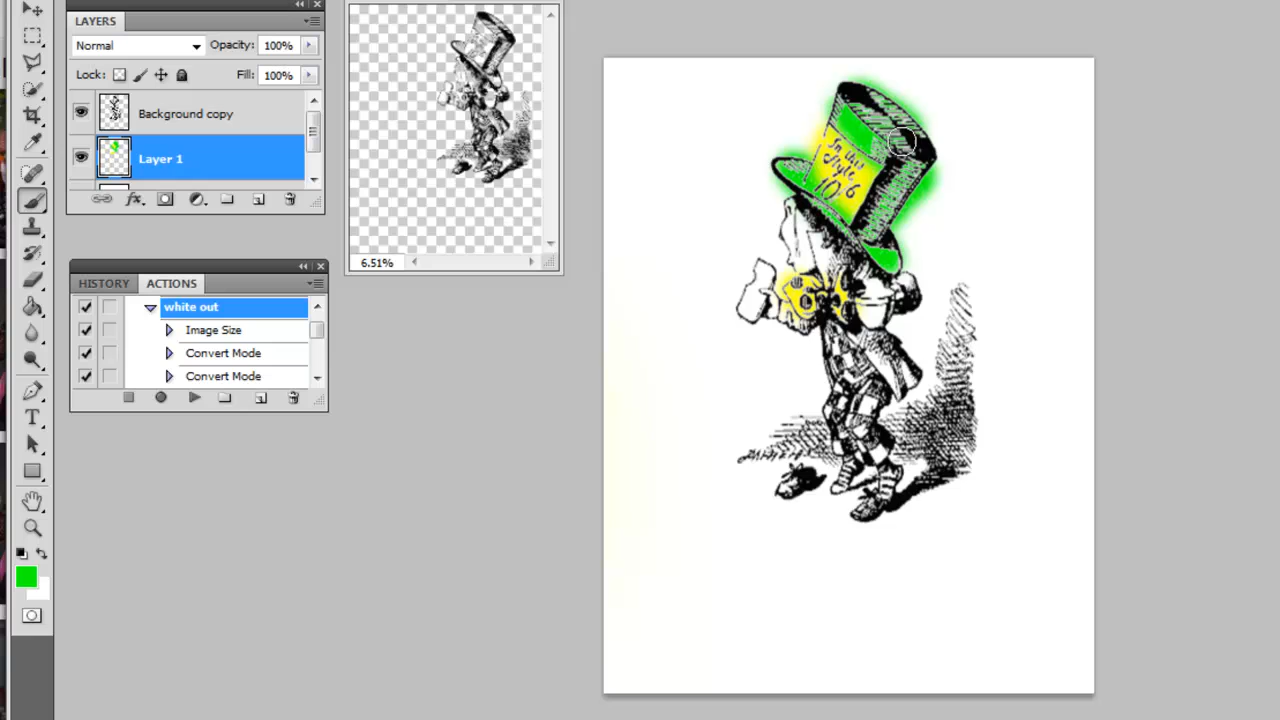 LAYERS
Normal
Opacity: 100%
Lock:
Fill: 100%
Background copy
Layer 1
fx
6.51%
HISTORY
ACTIONS
white out
Image Size
Convert Mode
Convert Mode
T
In this
Style
10/6